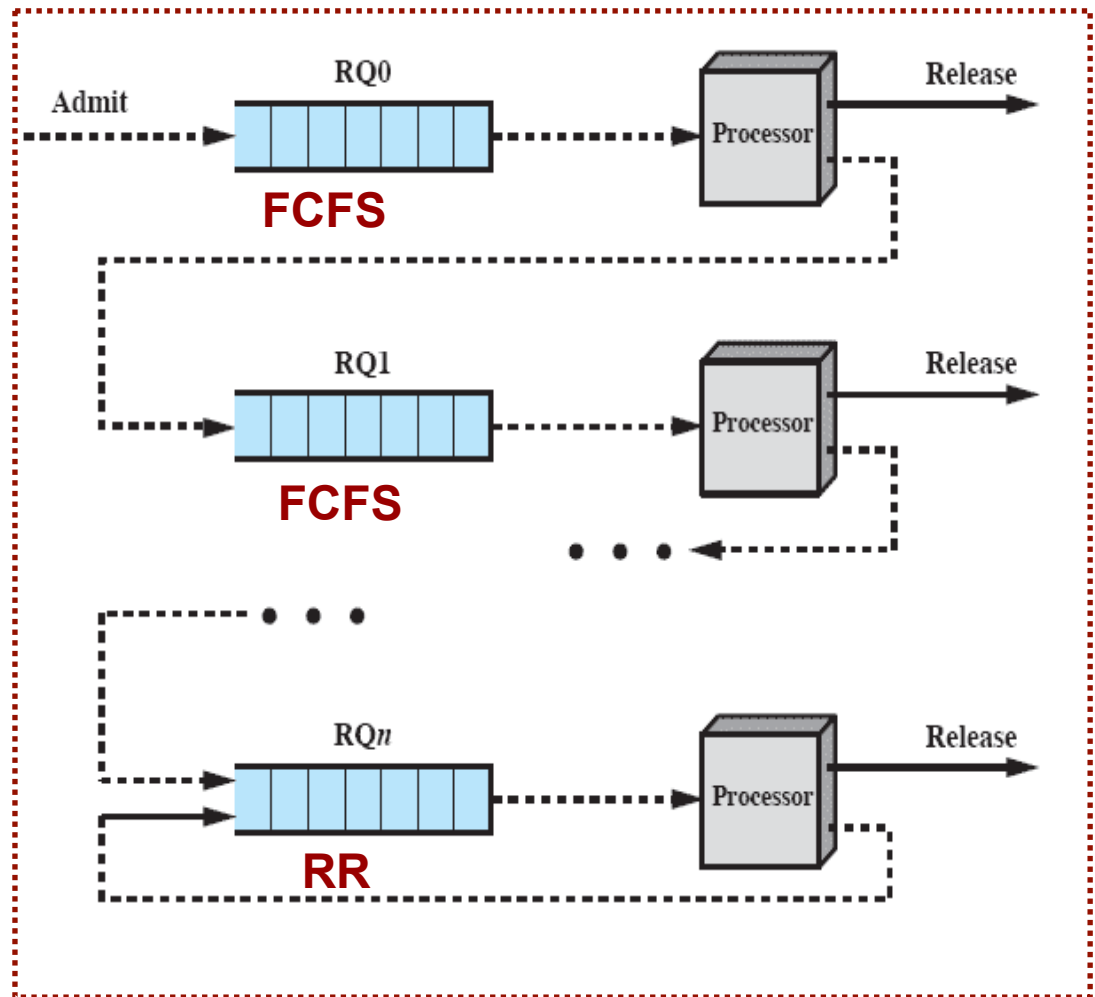 RQ0
Release
Admit
Processor
FCFS
RQ1
Release
Processor
FCFS
RQn
Release
Processor
RR